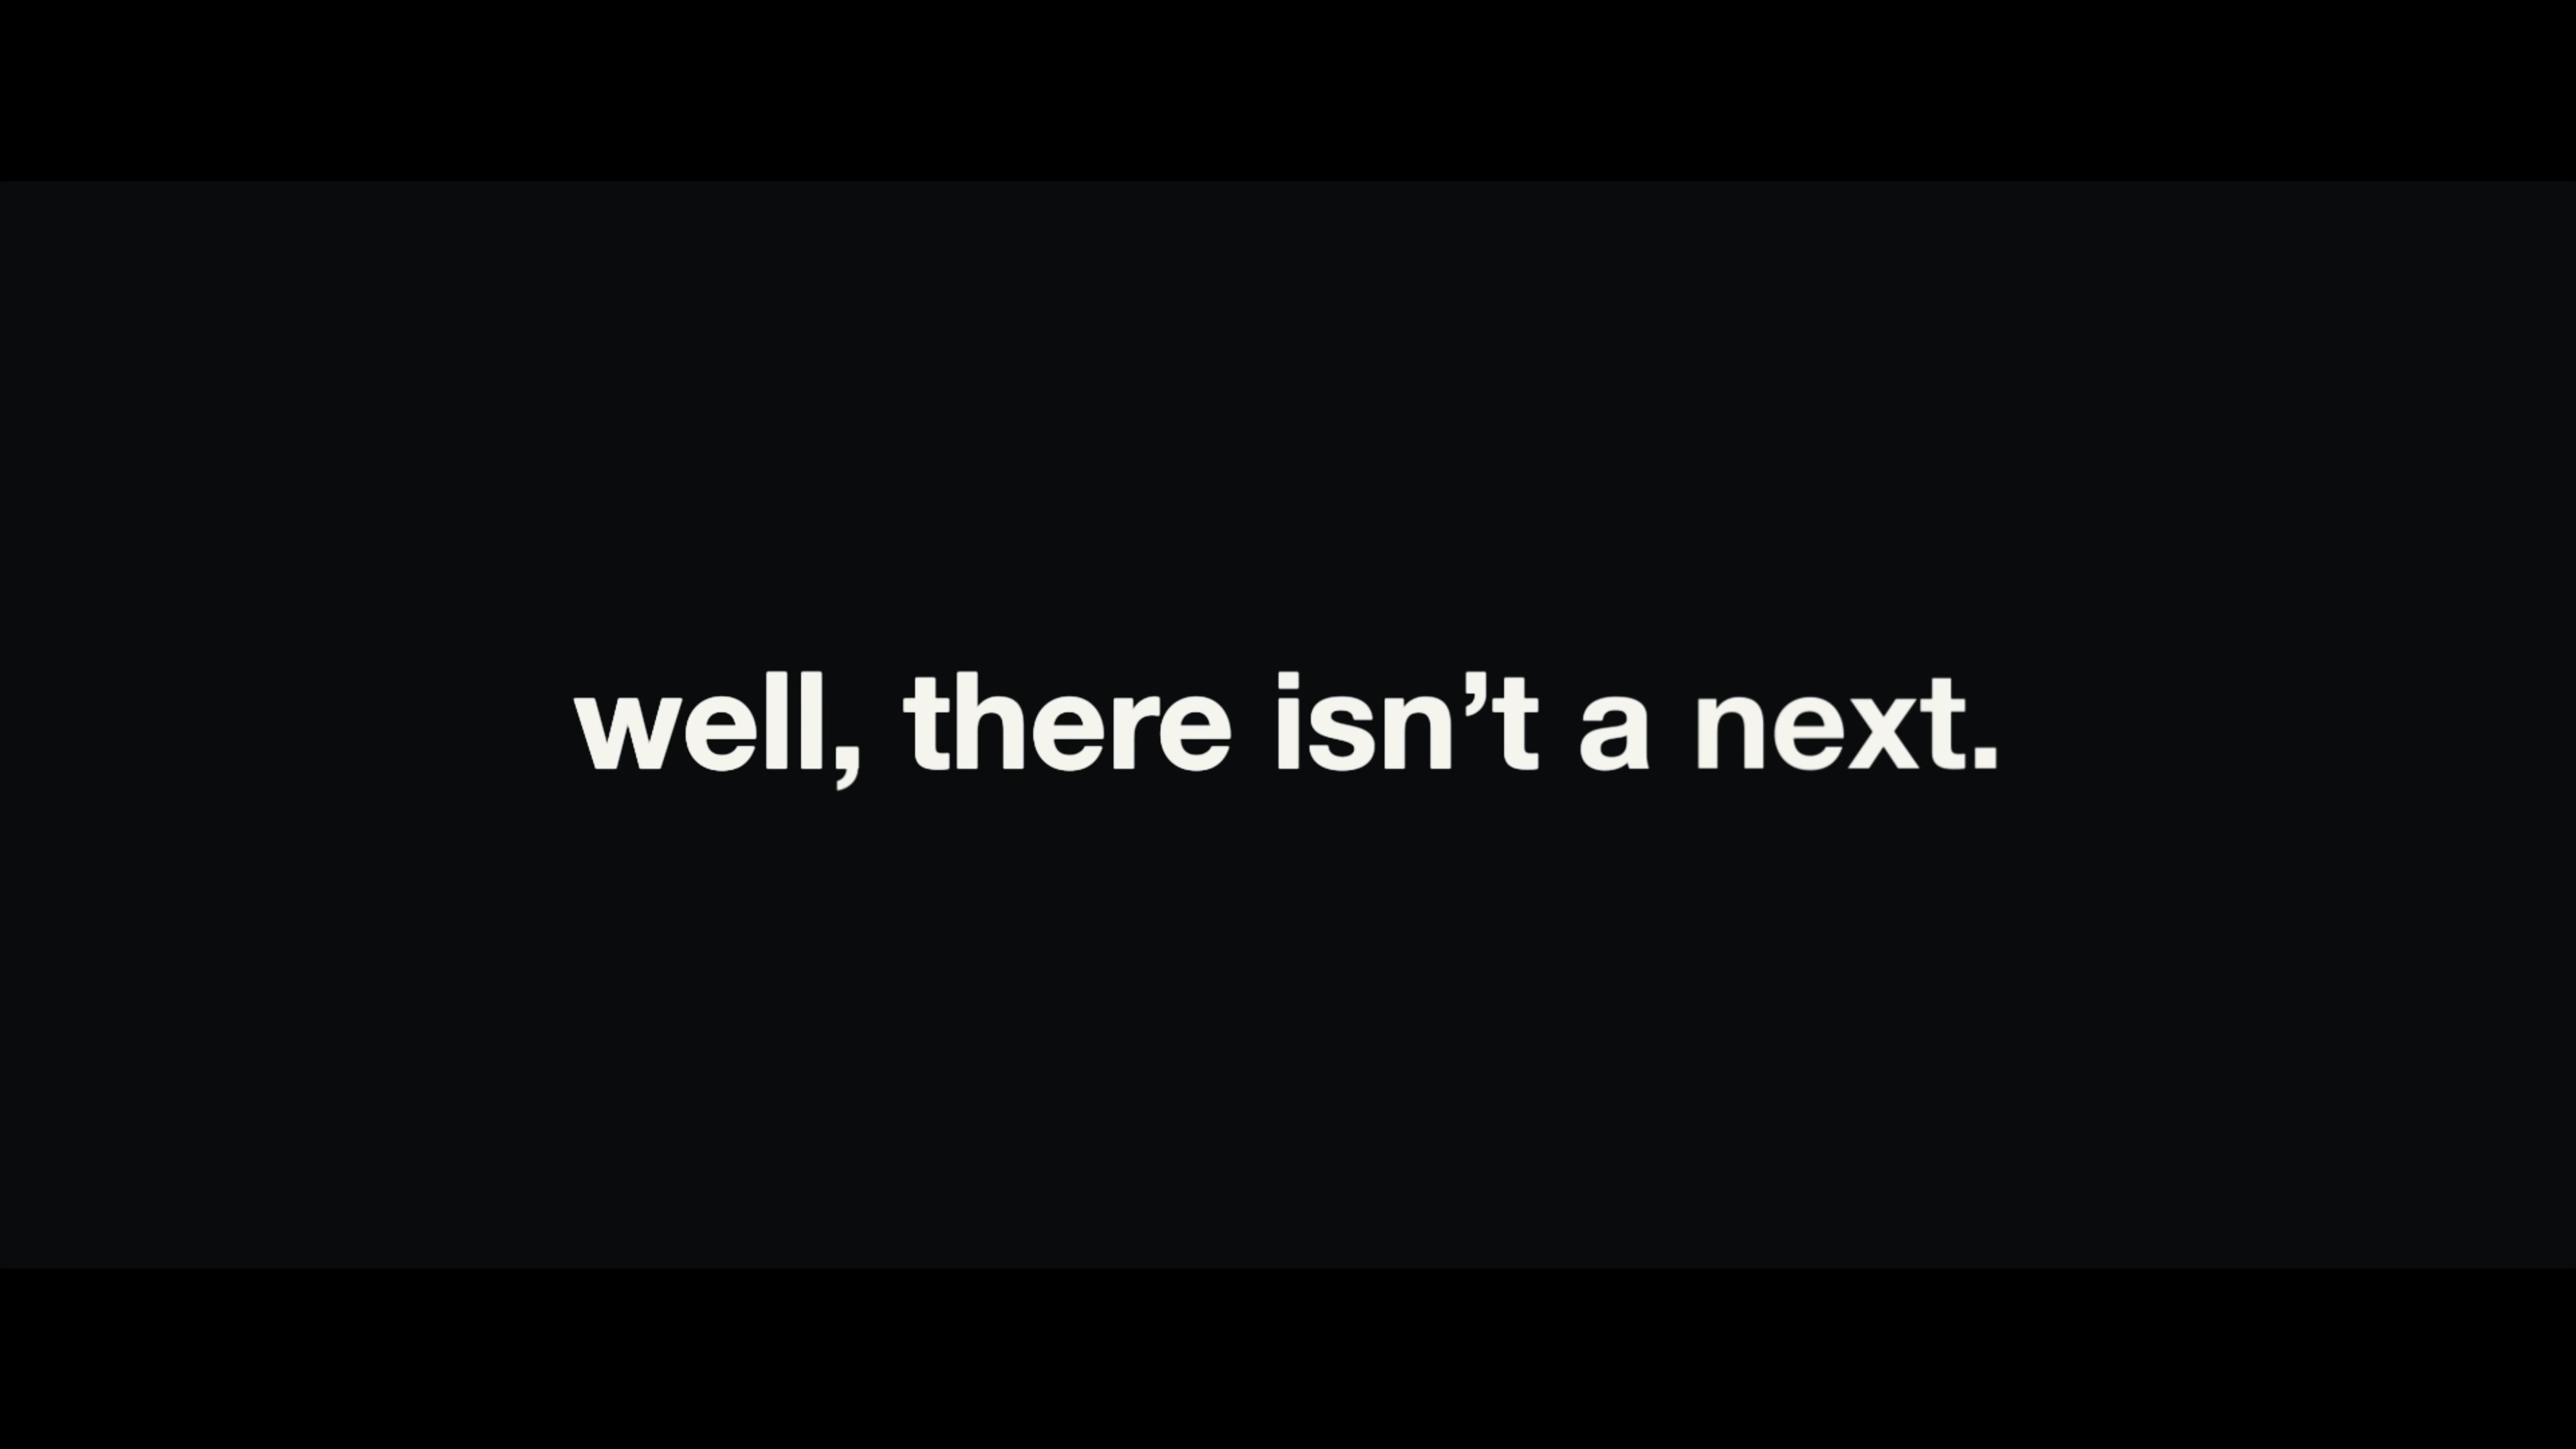 well, there isn’t a next.